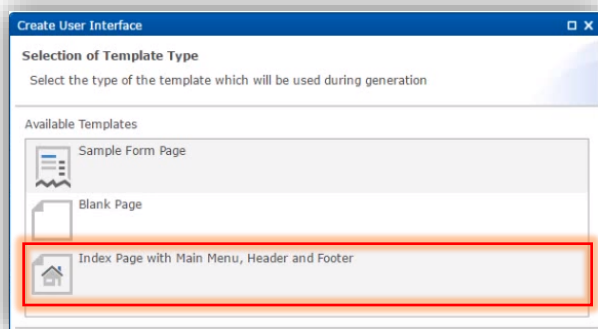 Create User Interface
Selection of Template Type
Select the type of the template which will be used during generation
Available Templates
Sample Form Page
Blank Page
Index Page with Main Menu, Header and Footer